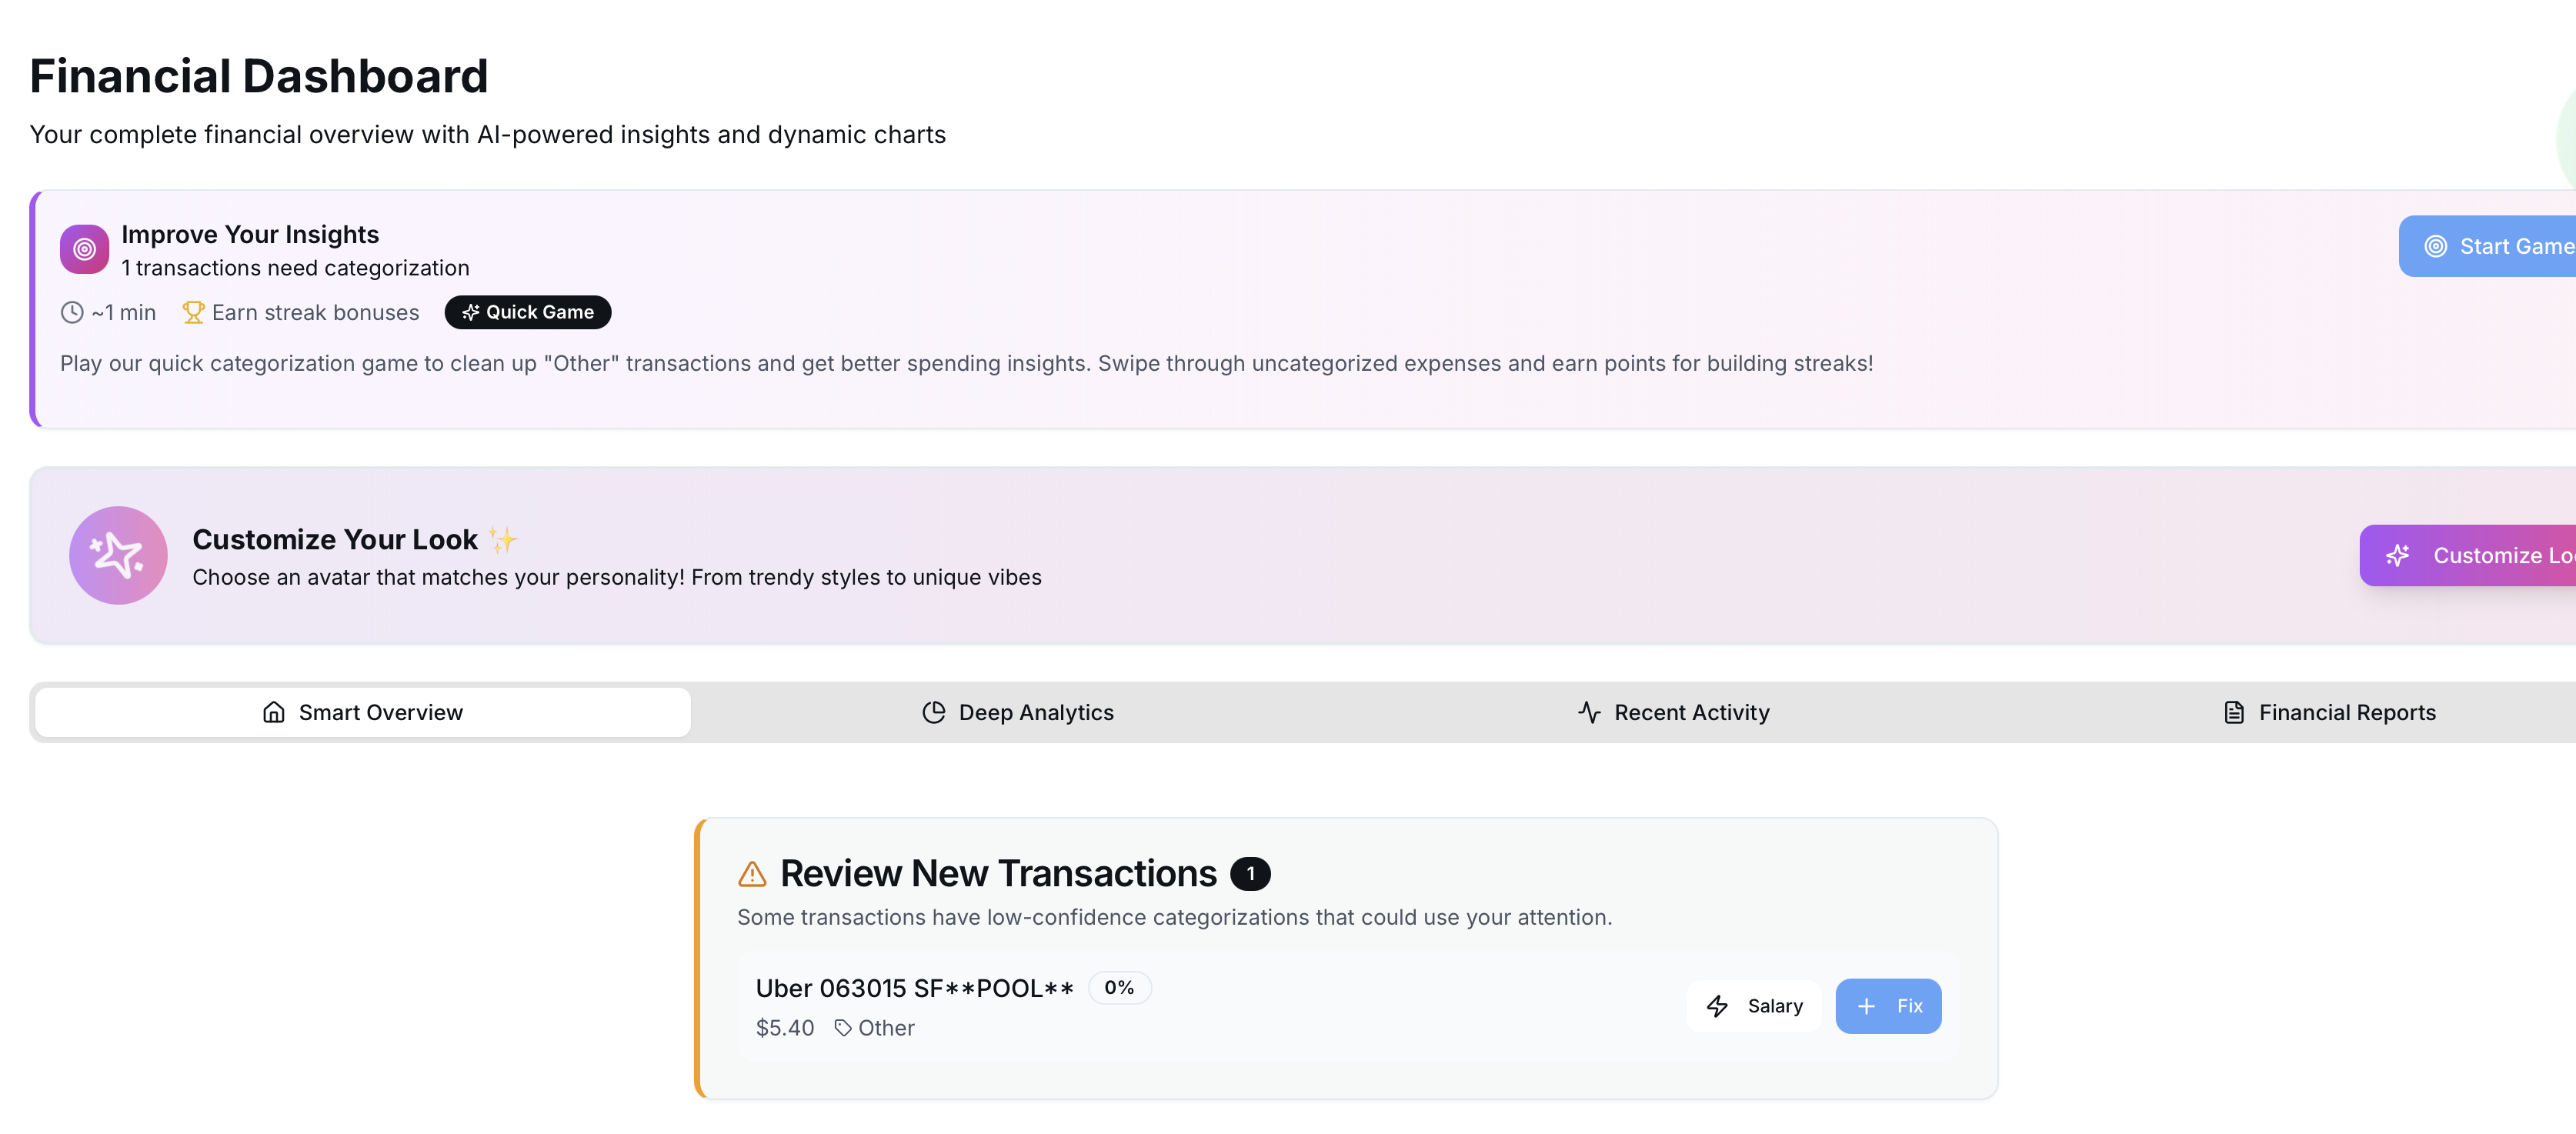 Financial Dashboard
Your complete financial overview with AI-powered insights and dynamic charts
Improve Your Insights
1 transactions need categorization
Start Game
~1 min Earn streak bonuses Quick Game
Play our quick categorization game to clean up "Other" transactions and get better spending insights. Swipe through uncategorized expenses and earn points for building streaks!
Customize Your Look ✨
Choose an avatar that matches your personality! From trendy styles to unique vibes
Customize
Smart Overview Deep Analytics Recent Activity Financial Reports
Review New Transactions 1
Some transactions have low-confidence categorizations that could use your attention.
Uber 063015 SF**POOL** 0%
$5.40 Other
Salary Fix